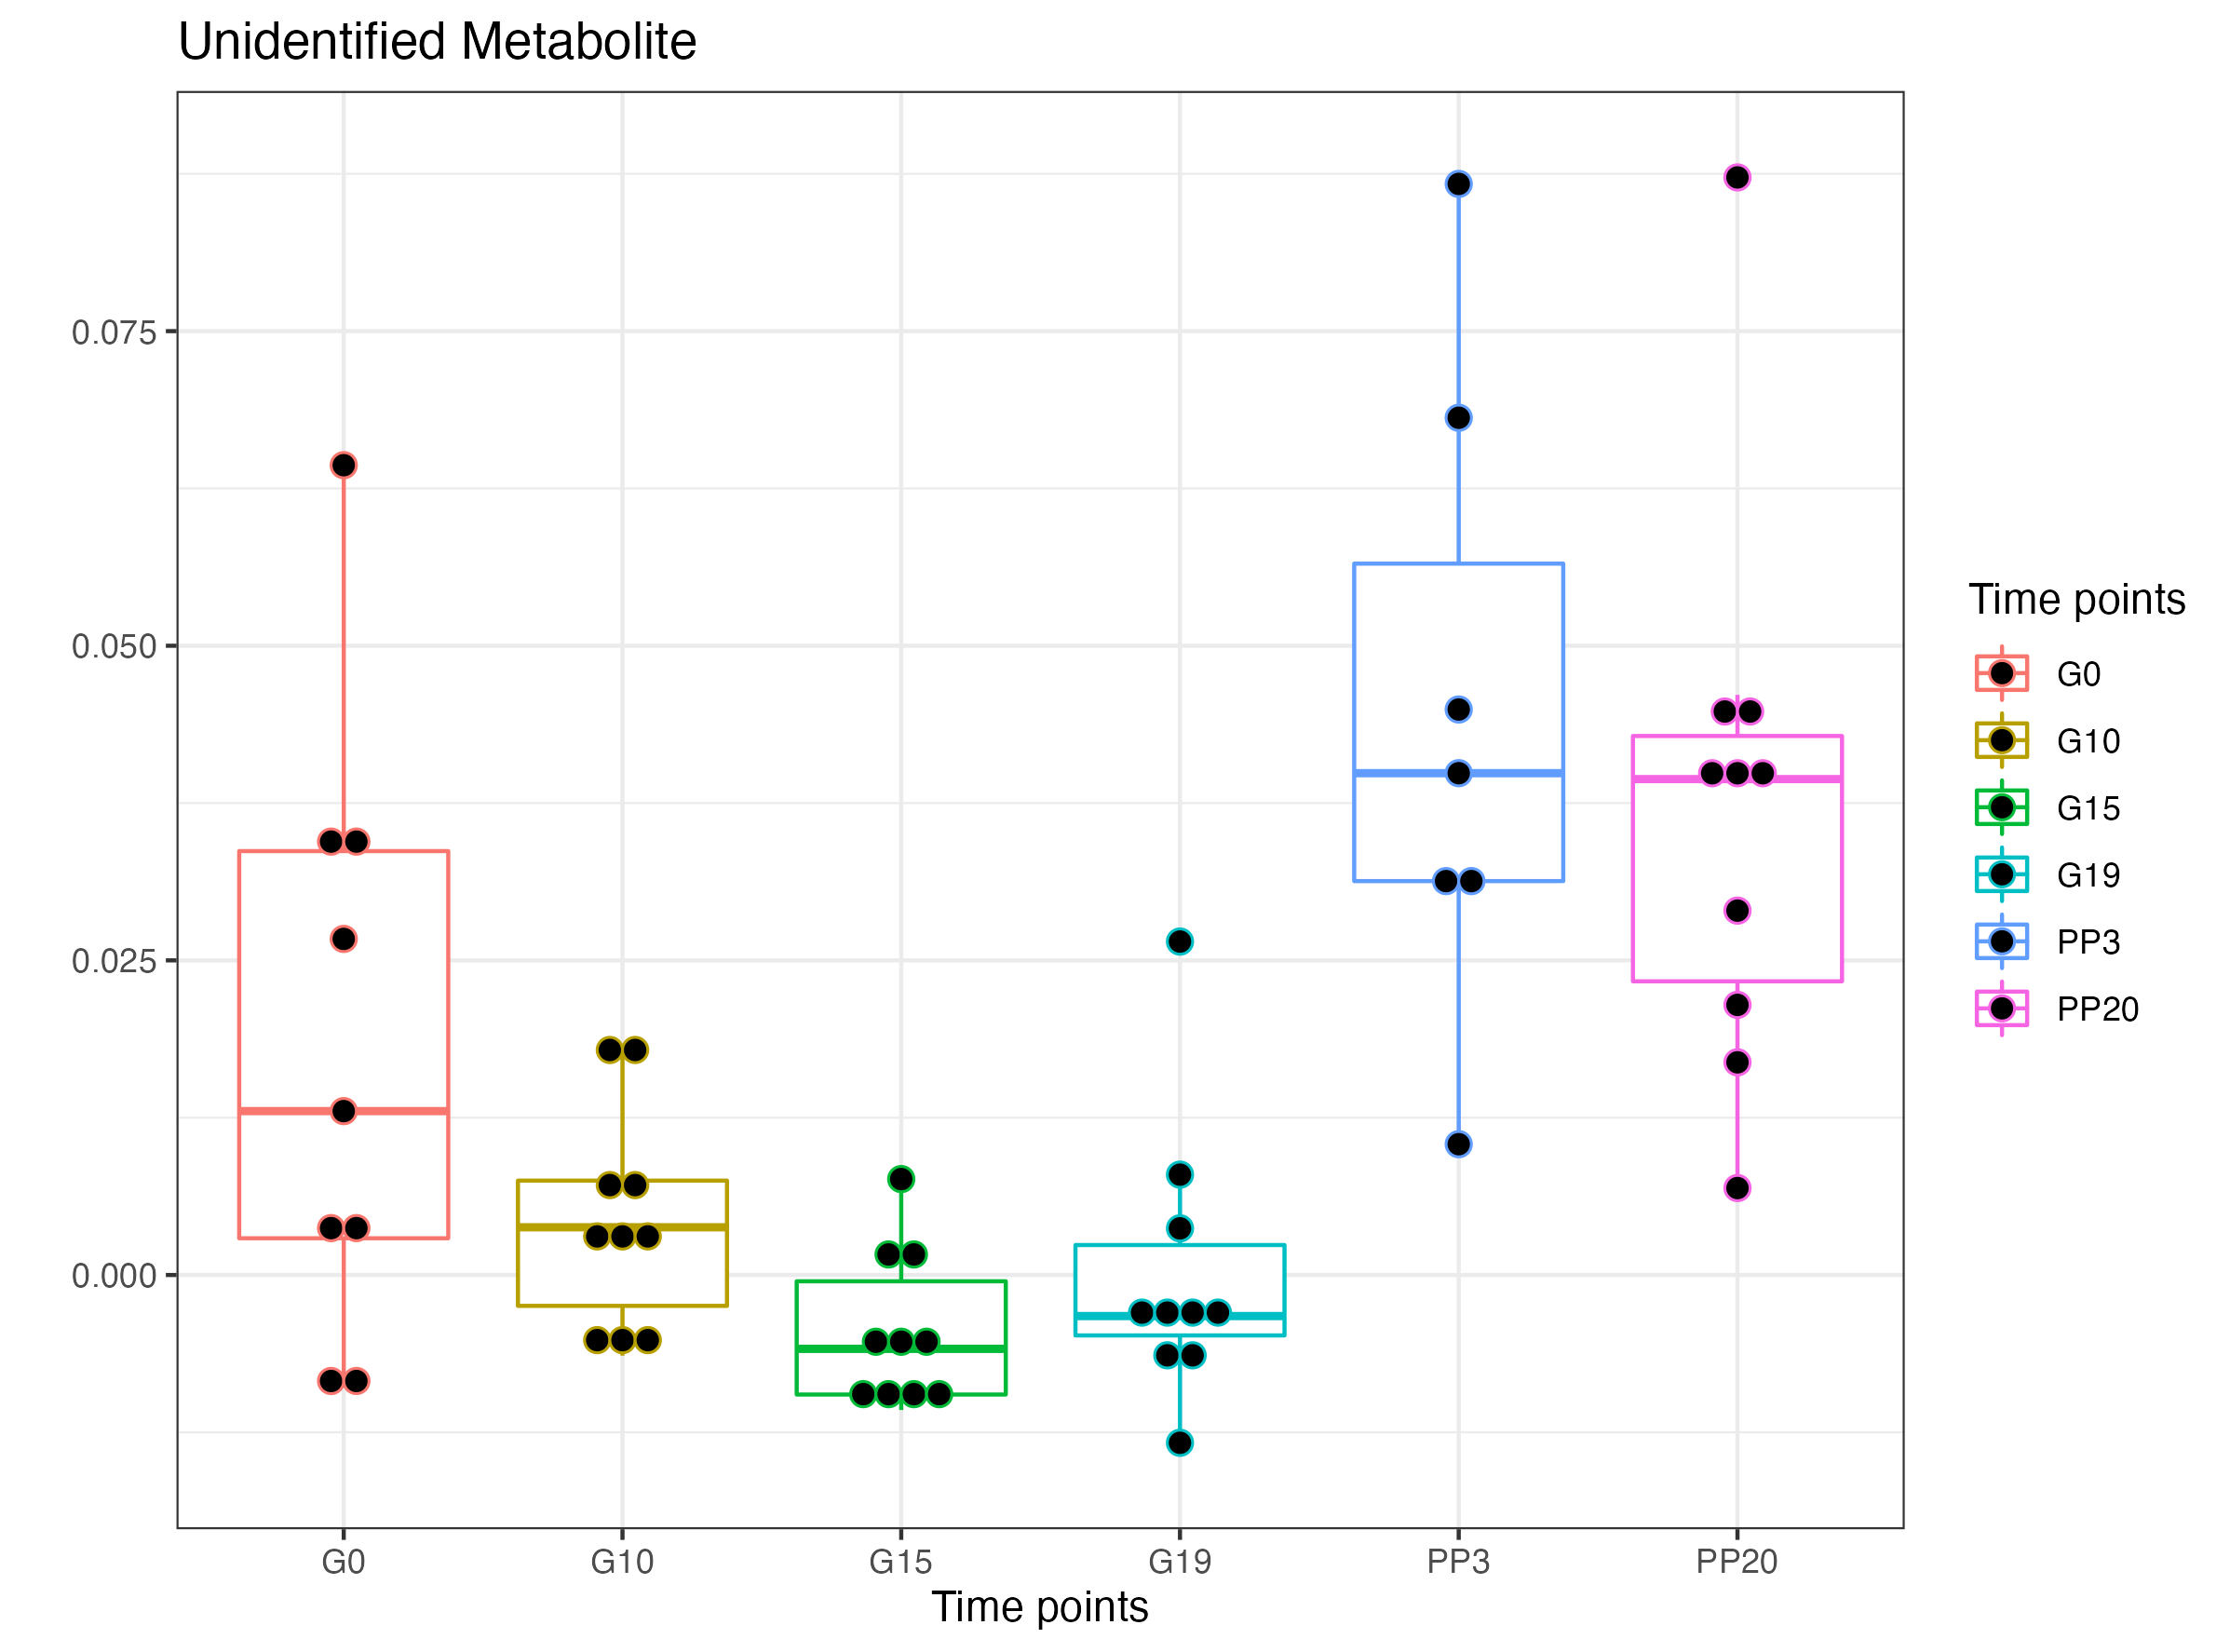 Unidentified Metabolite
0.075
0.050
0.025
0.000
G0 G10 G15 G19 PP3 PP20
Time points
Time points
G0
G10
G15
G19
PP3
PP20